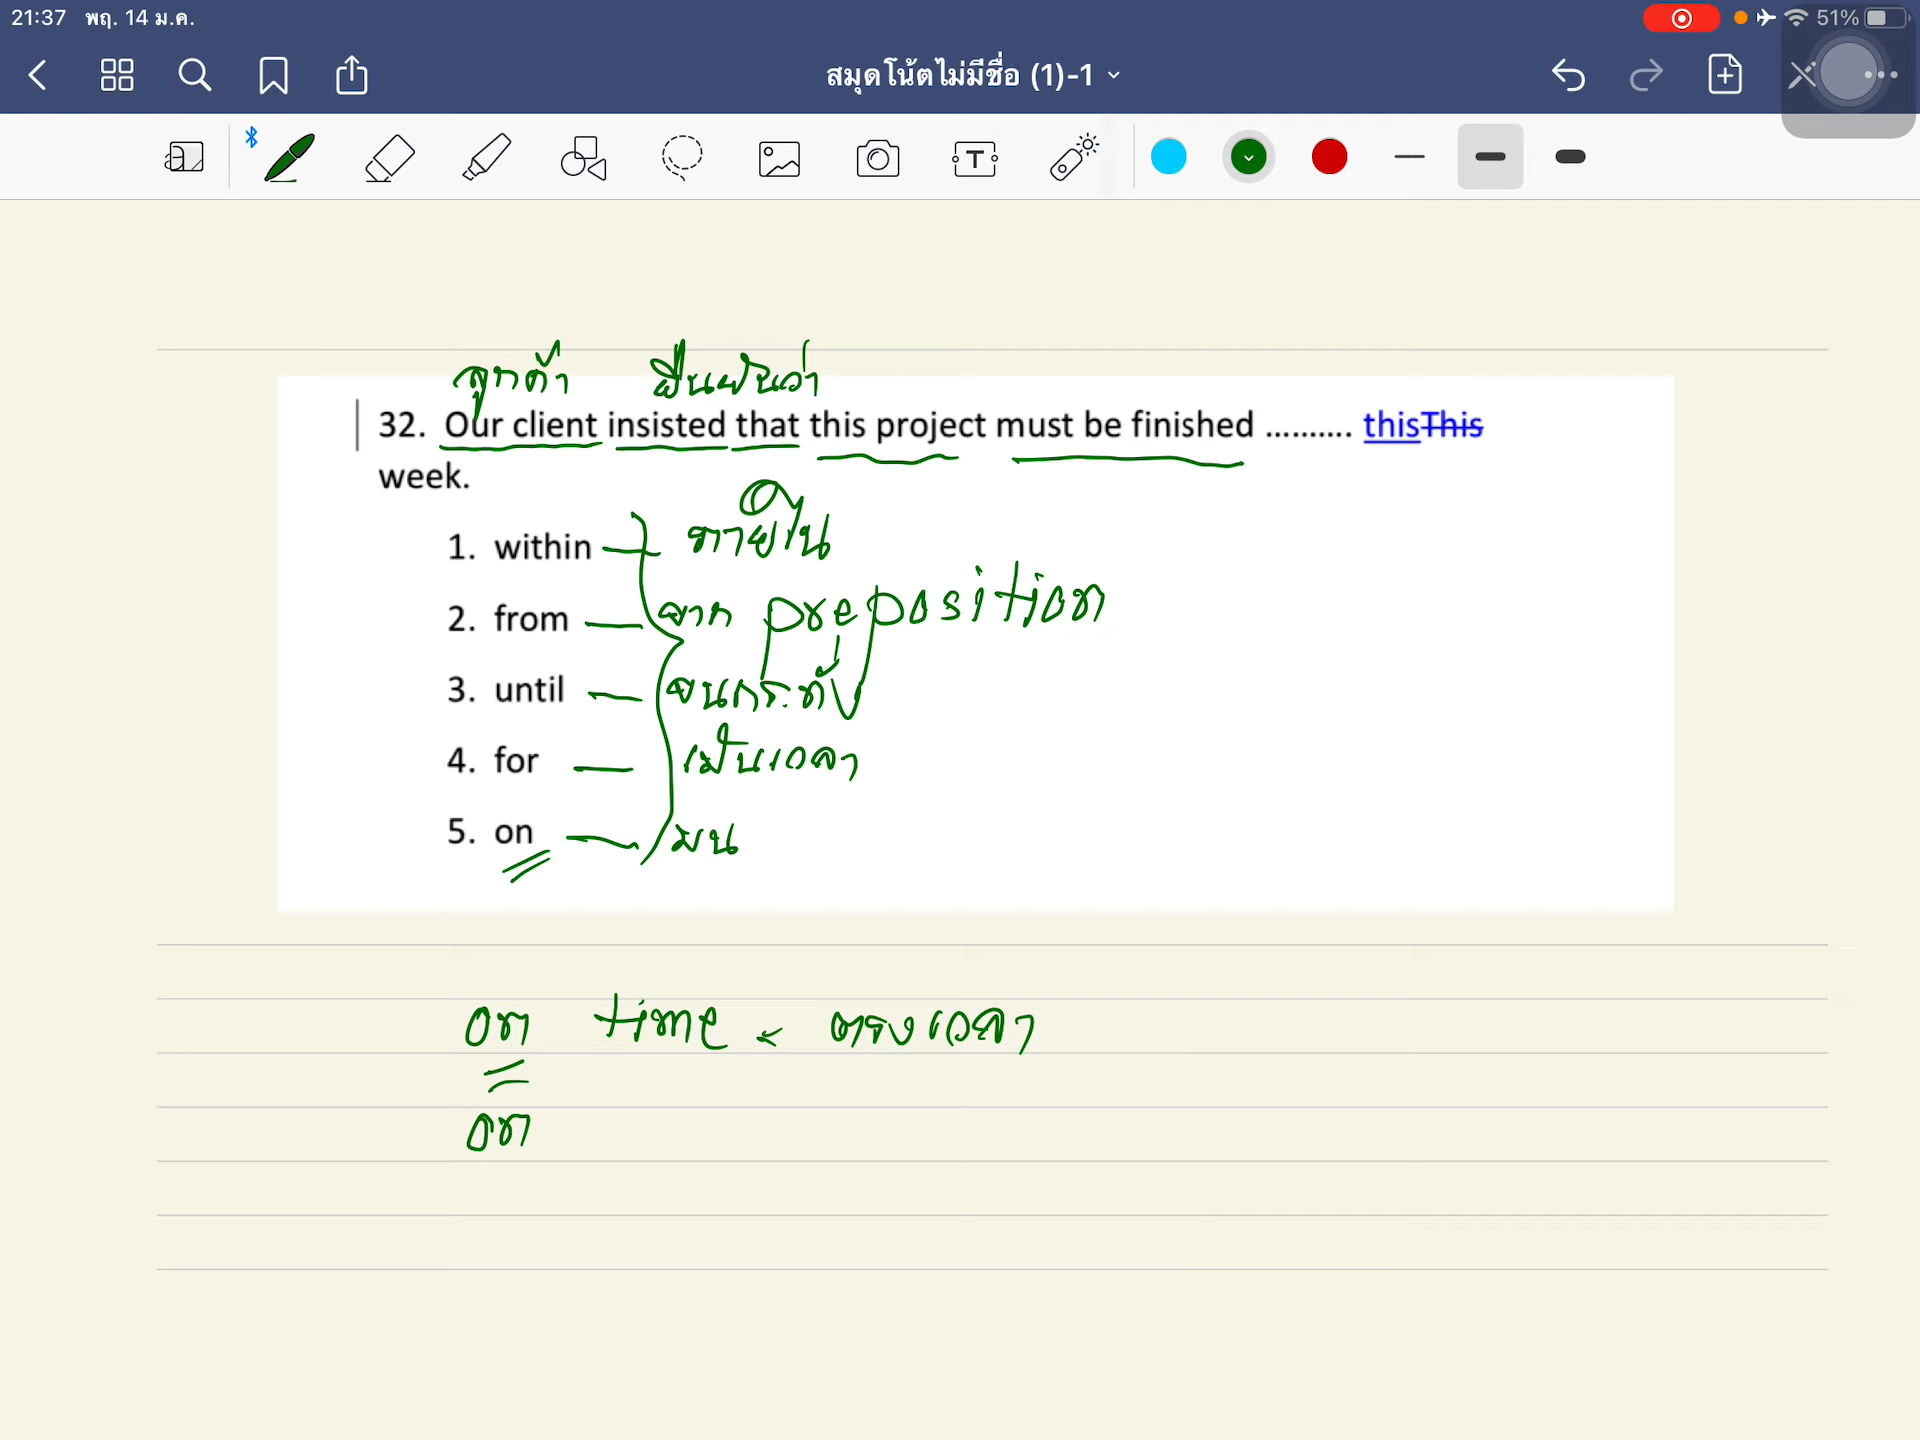 21:37 พฤ. 14 ม.ค.
51%
สมุดโน้ตไม่มีชื่อ (1)-1
ลูกค้า ยืนยันว่า
32. Our client insisted that this project must be finished .......... thisThis
week.
1. within ภายใน
2. from จาก preposition
3. until จนกระทั่ง
4. for เป็นเวลา
5. on บน
on time ตรงเวลา
on